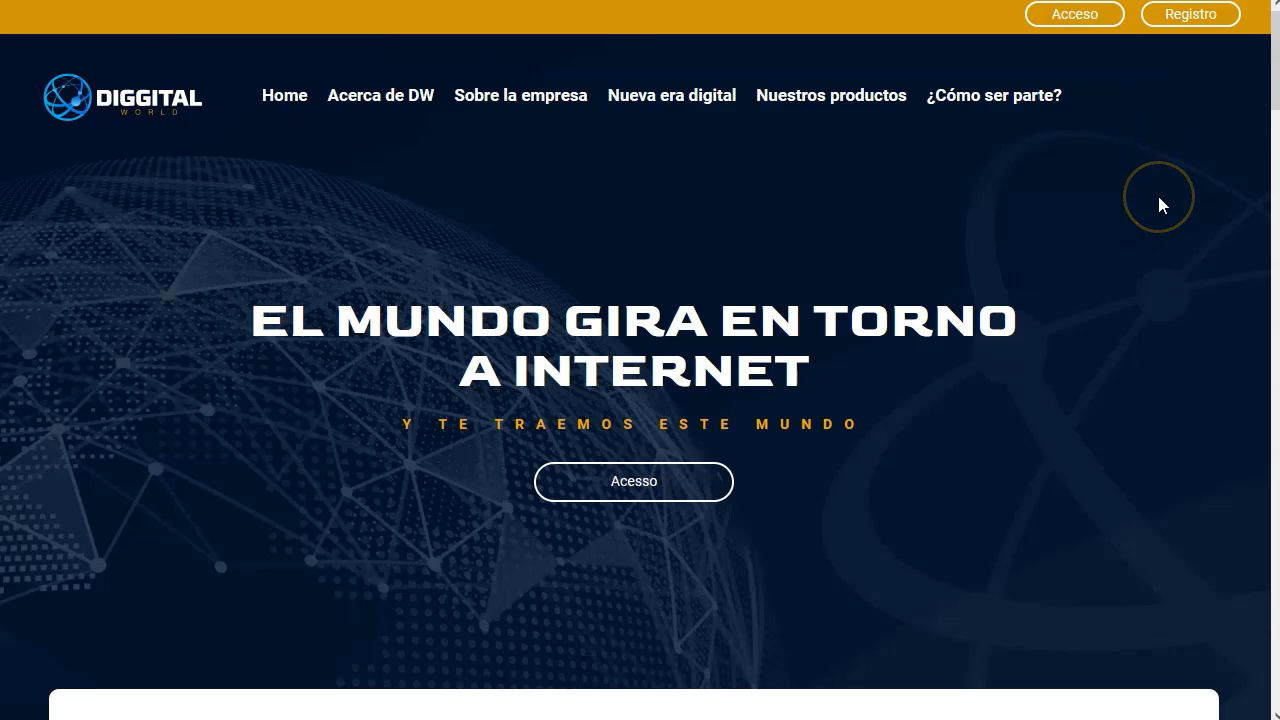 Acceso
Registro
DIGGITAL
WORLD
Home
Acerca de DW
Sobre la empresa
Nueva era digital
Nuestros productos
¿Cómo ser parte?
EL MUNDO GIRA EN TORNO
A INTERNET
Y TE TRAEMOS ESTE MUNDO
Acesso